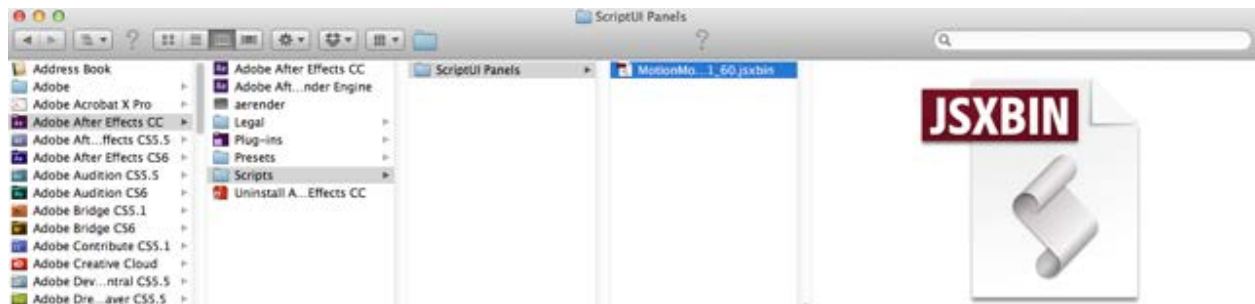 ScriptUI Panels
Address Book
Adobe
Adobe Acrobat X Pro
Adobe After Effects CC
Adobe Aft...ffects CS5.5
Adobe After Effects CS6
Adobe Audition CS5.5
Adobe Audition CS6
Adobe Bridge CS5.1
Adobe Bridge CS6
Adobe Contribute CS5.1
Adobe Creative Cloud
Adobe Dev...ntral CS5.5
Adobe Dre...aver CS5.5
Adobe After Effects CC
Adobe Aft...nder Engine
aerender
Legal
Plug-ins
Presets
Scripts
Uninstall A...Effects CC
ScriptUI Panels
MotionMo...1_60.jsxbin
JSXBIN